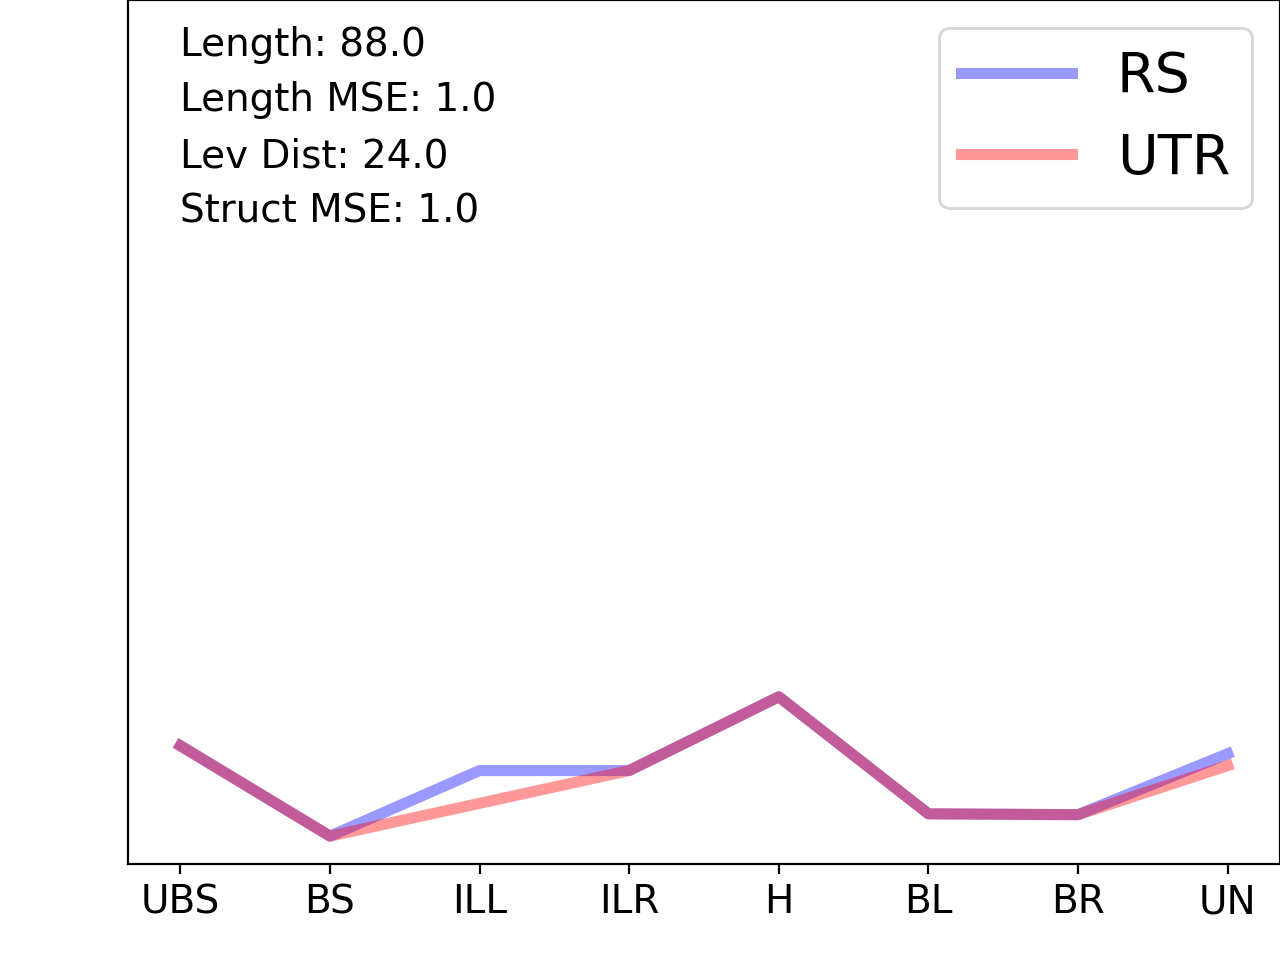 Length: 88.0
Length MSE: 1.0
Lev Dist: 24.0
Struct MSE: 1.0
RS
UTR
UBS BS ILL ILR H BL BR UN